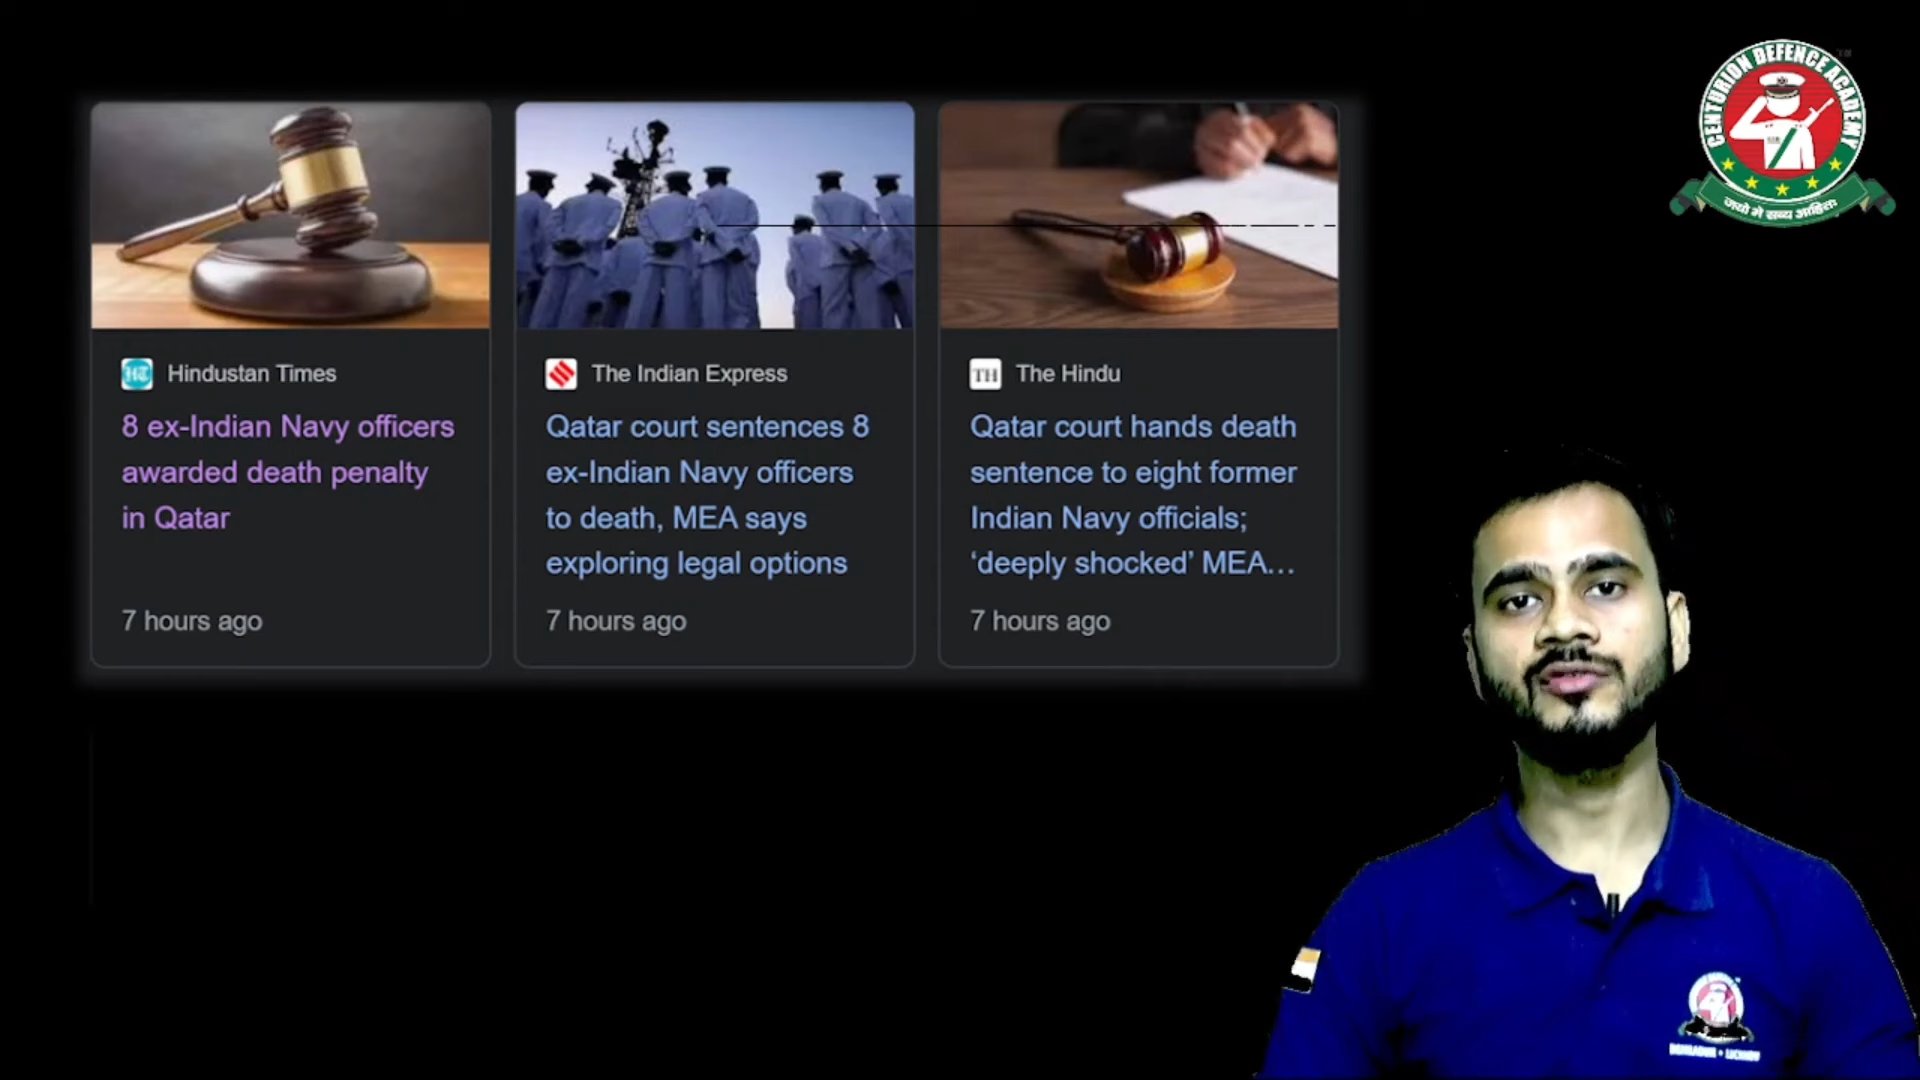 CENTURION DEFENCE ACADEMY
Hindustan Times
8 ex-Indian Navy officers
awarded death penalty
in Qatar
7 hours ago
The Indian Express
Qatar court sentences 8
ex-Indian Navy officers
to death, MEA says
exploring legal options
7 hours ago
TH The Hindu
Qatar court hands death
sentence to eight former
Indian Navy officials;
‘deeply shocked’ MEA...
7 hours ago